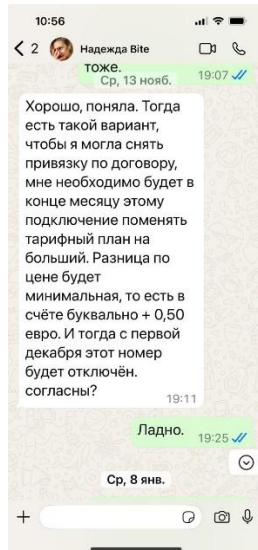 10:56
2
Надежда Bite
тоже.
19:07
Ср, 13 нояб.
Хорошо, поняла. Тогда
есть такой вариант,
чтобы я могла снять
привязку по договору,
мне необходимо будет в
конце месяцу этому
подключение поменять
тарифный план на
больший. Разница по
цене будет
минимальная, то есть в
счёте буквально + 0,50
евро. И тогда с первой
декабря этот номер
будет отключён.
согласны?
19:11
Ладно.
19:25
Ср, 8 янв.